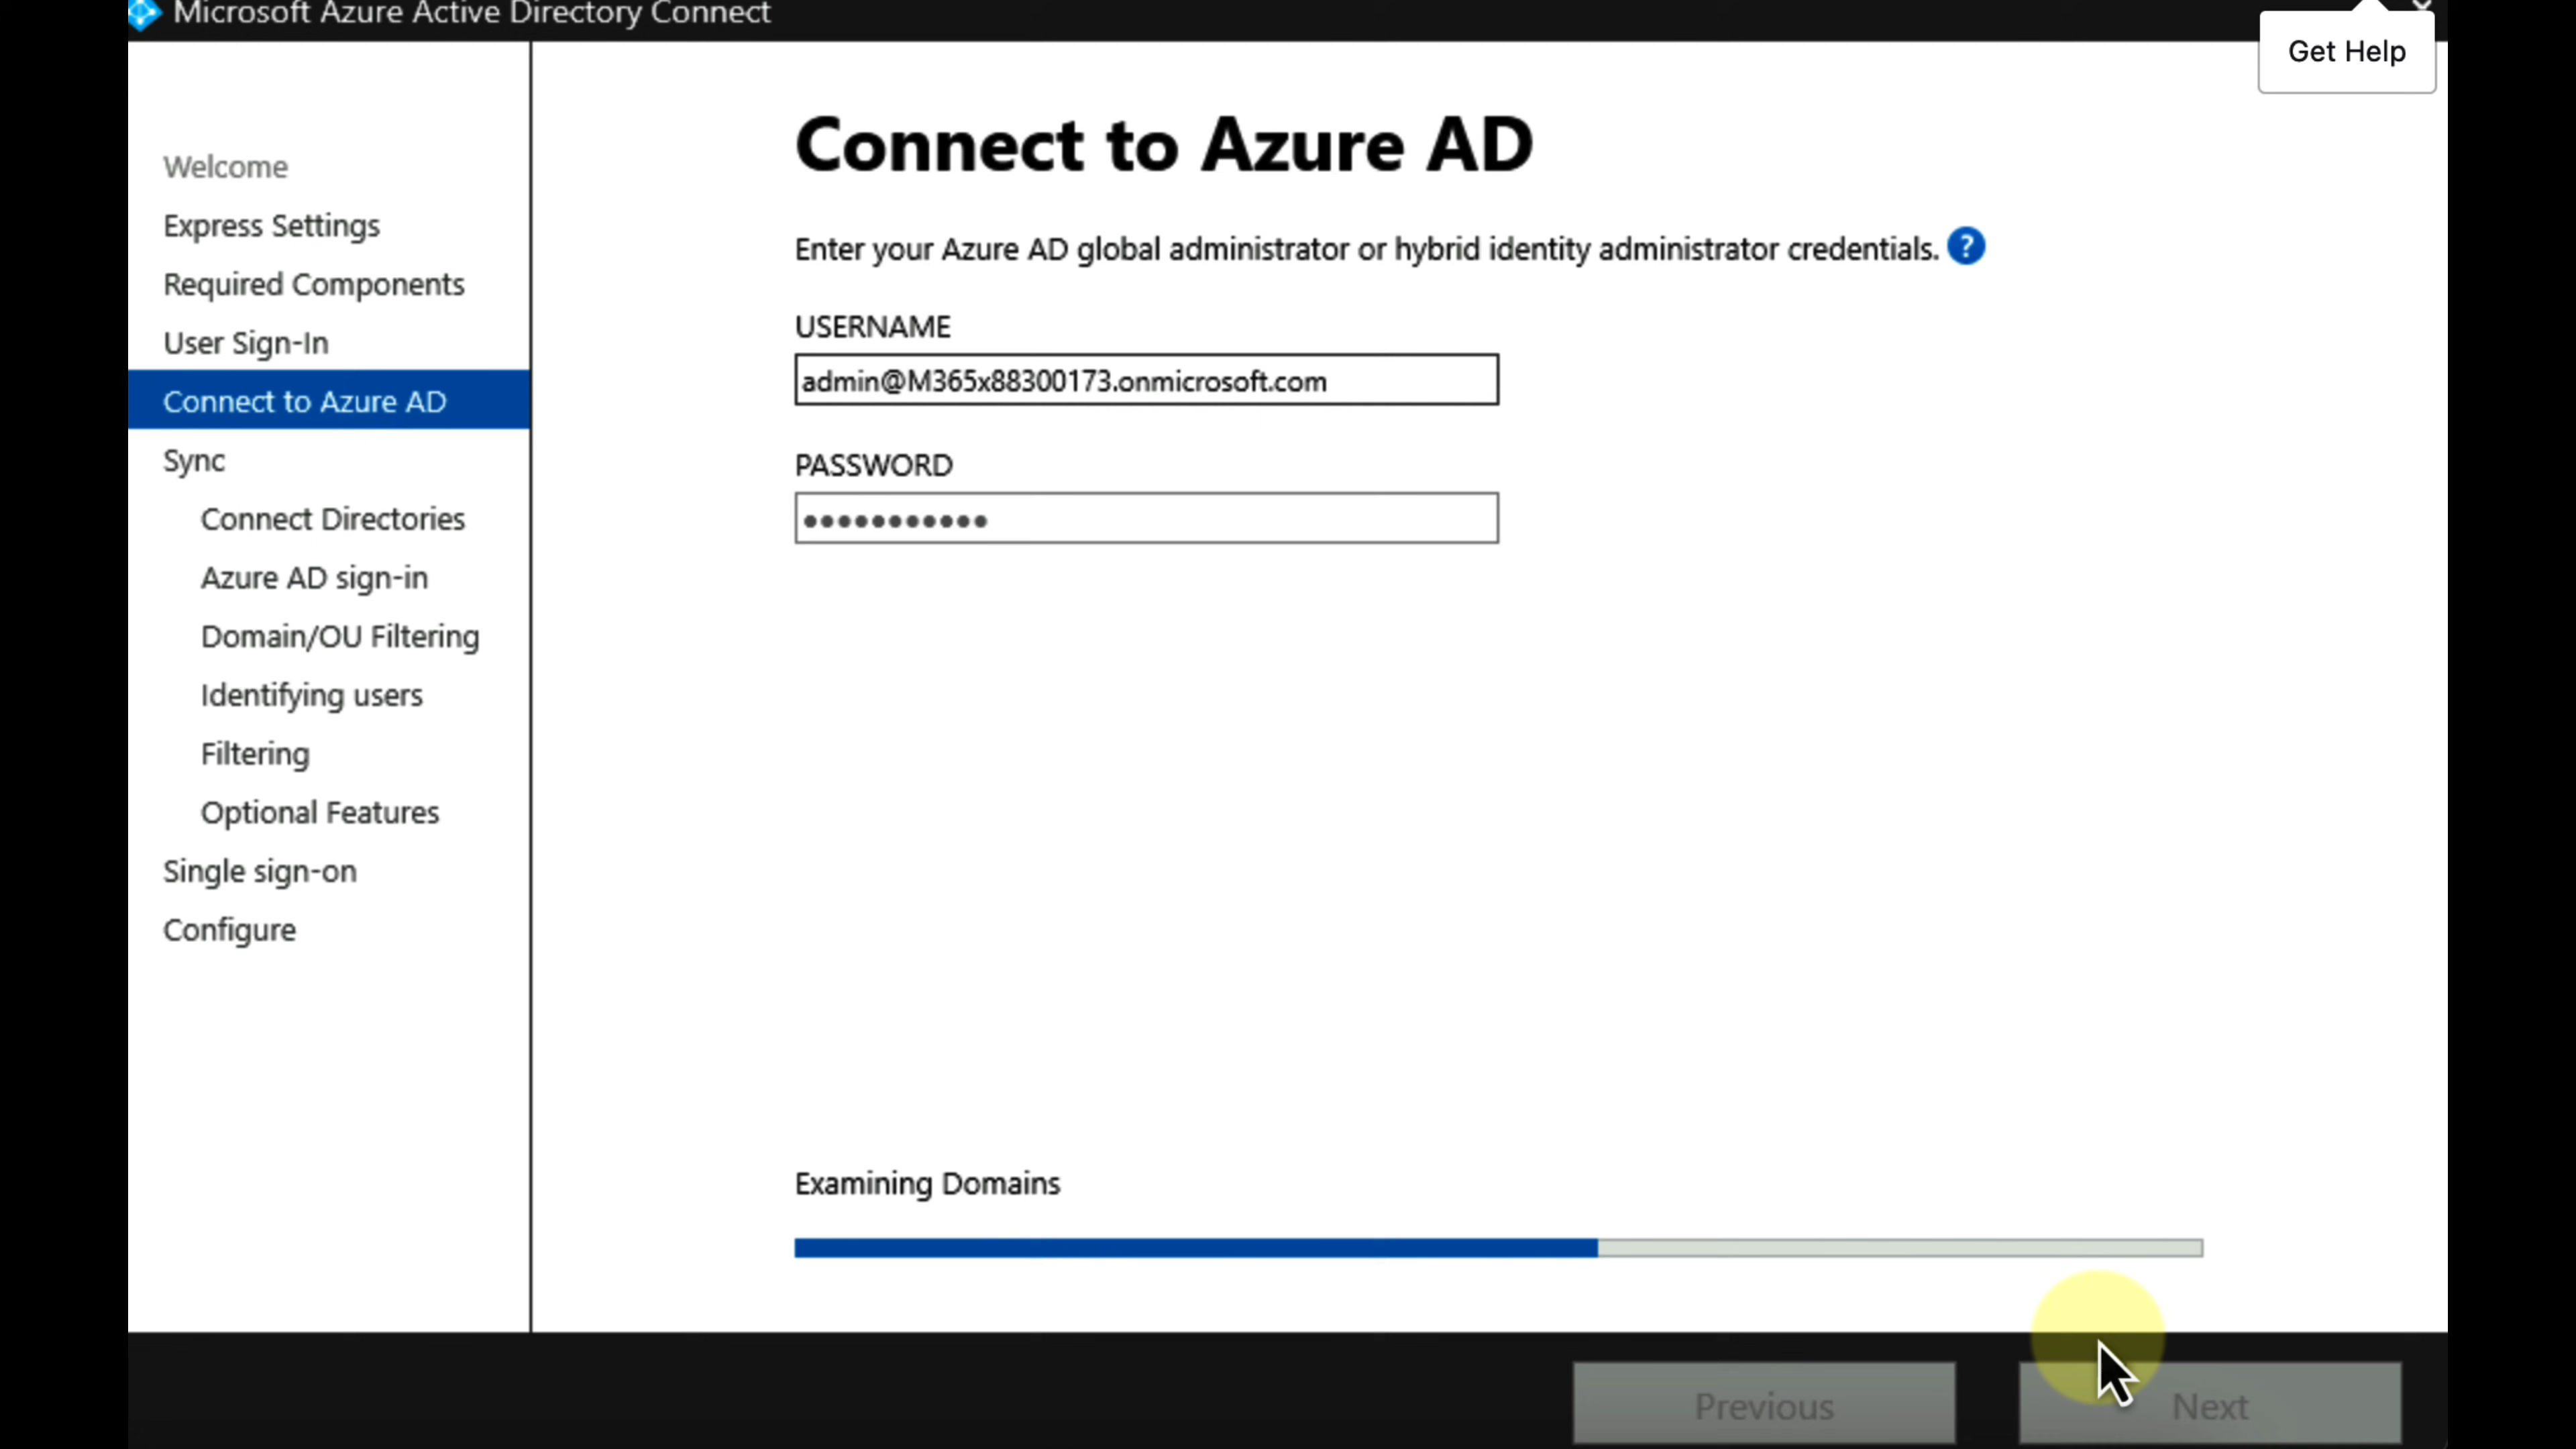 Microsoft Azure Active Directory Connect
Get Help
Welcome
Express Settings
Required Components
User Sign-In
Connect to Azure AD
Sync
Connect Directories
Azure AD sign-in
Domain/OU Filtering
Identifying users
Filtering
Optional Features
Single sign-on
Configure
Connect to Azure AD
Enter your Azure AD global administrator or hybrid identity administrator credentials. ?
USERNAME
admin@M365x88300173.onmicrosoft.com
PASSWORD
●●●●●●●●●●●
Examining Domains
Previous
Next